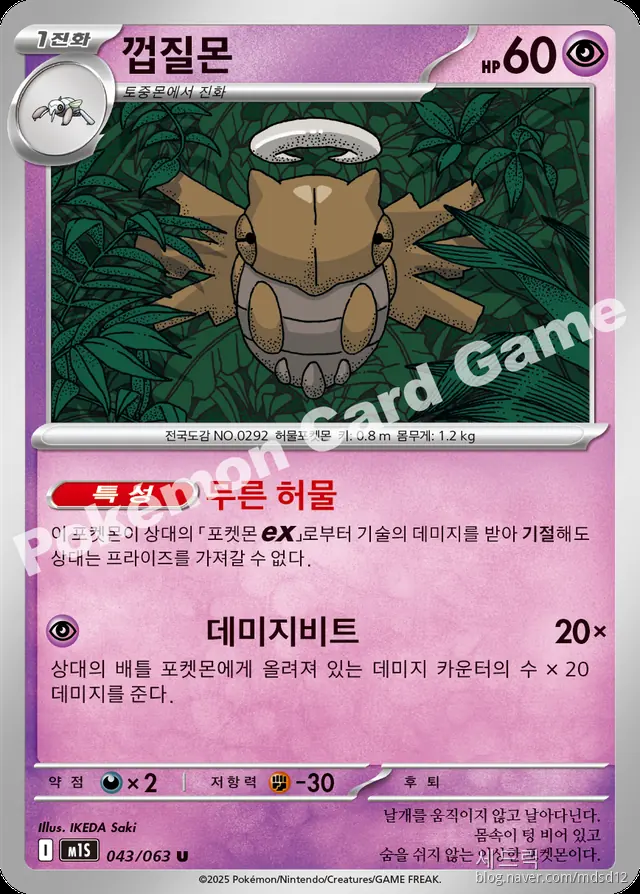 1진화
껍질몬
HP 60
토중몬에서 진화
Pokémon Card Game
전국도감 NO.0292 허물포켓몬 키: 0.8 m 몸무게: 1.2 kg
특성 무른 허물
이 포켓몬이 상대의 「포켓몬 ex」로부터 기술의 데미지를 받아 기절해도
상대는 프라이즈를 가져갈 수 없다.
데미지비트 20×
상대의 배틀 포켓몬에게 올려져 있는 데미지 카운터의 수 × 20
데미지를 준다.
약점 ×2 저항력 -30 후퇴
Illus. IKEDA Saki
날개를 움직이지 않고 날아다닌다.
몸속이 텅 비어 있고
숨을 쉬지 않는 이상한 포켓몬이다.
I M1S 043/063 U
세드릭
blog.naver.com/mdsd12
©2025 Pokémon/Nintendo/Creatures/GAME FREAK.